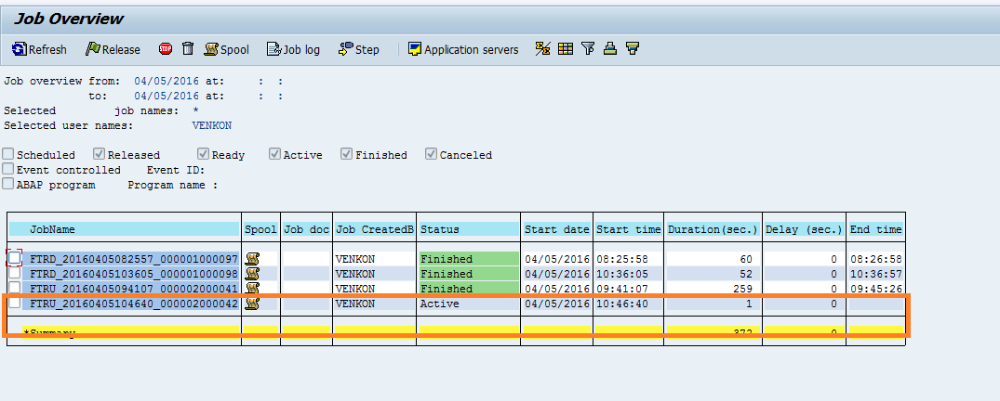 Job Overview
Refresh Release Spool Job log Step Application servers
Job overview from: 04/05/2016 at: : :
to: 04/05/2016 at: : :
Selected job names: *
Selected user names: VENKON
Scheduled Released Ready Active Finished Canceled
Event controlled Event ID:
ABAP program Program name :
JobName Spool Job doc Job CreatedB Status Start date Start time Duration(sec.) Delay (sec.) End time
FTRD_20160405082557_000001000097 VENKON Finished 04/05/2016 08:25:58 60 0 08:26:58
FTRD_20160405103605_000001000098 VENKON Finished 04/05/2016 10:36:05 52 0 10:36:57
FTRU_20160405094107_000002000041 VENKON Finished 04/05/2016 09:41:07 259 0 09:45:26
FTRU_20160405104640_000002000042 VENKON Active 04/05/2016 10:46:40 1 0
*Summary 372 0